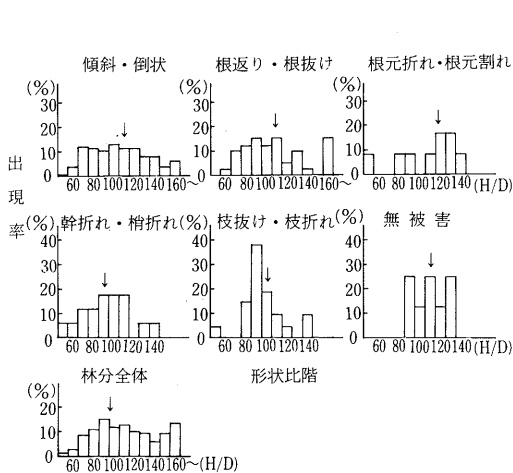 傾斜・倒状 根返り・根抜け 根元折れ・根元割れ
(%) (%) (%)
30 30 30
20 20 20
10 10 10
0 0 0
60 80 100 120 140 160〜 60 80 100 120 140 160〜 60 80 100 120 140 (H/D)
出現率
幹折れ・梢折れ 枝抜け・枝折れ 無被害
(%) (%) (%)
40 40 40
30 30 30
20 20 20
10 10 10
0 0 0
60 80 100 120 140 60 80 100 120 140 60 80 100 120 140 (H/D)
林分全体 形状比階
(%)
20
10
0
60 80 100 120 140 160〜(H/D)